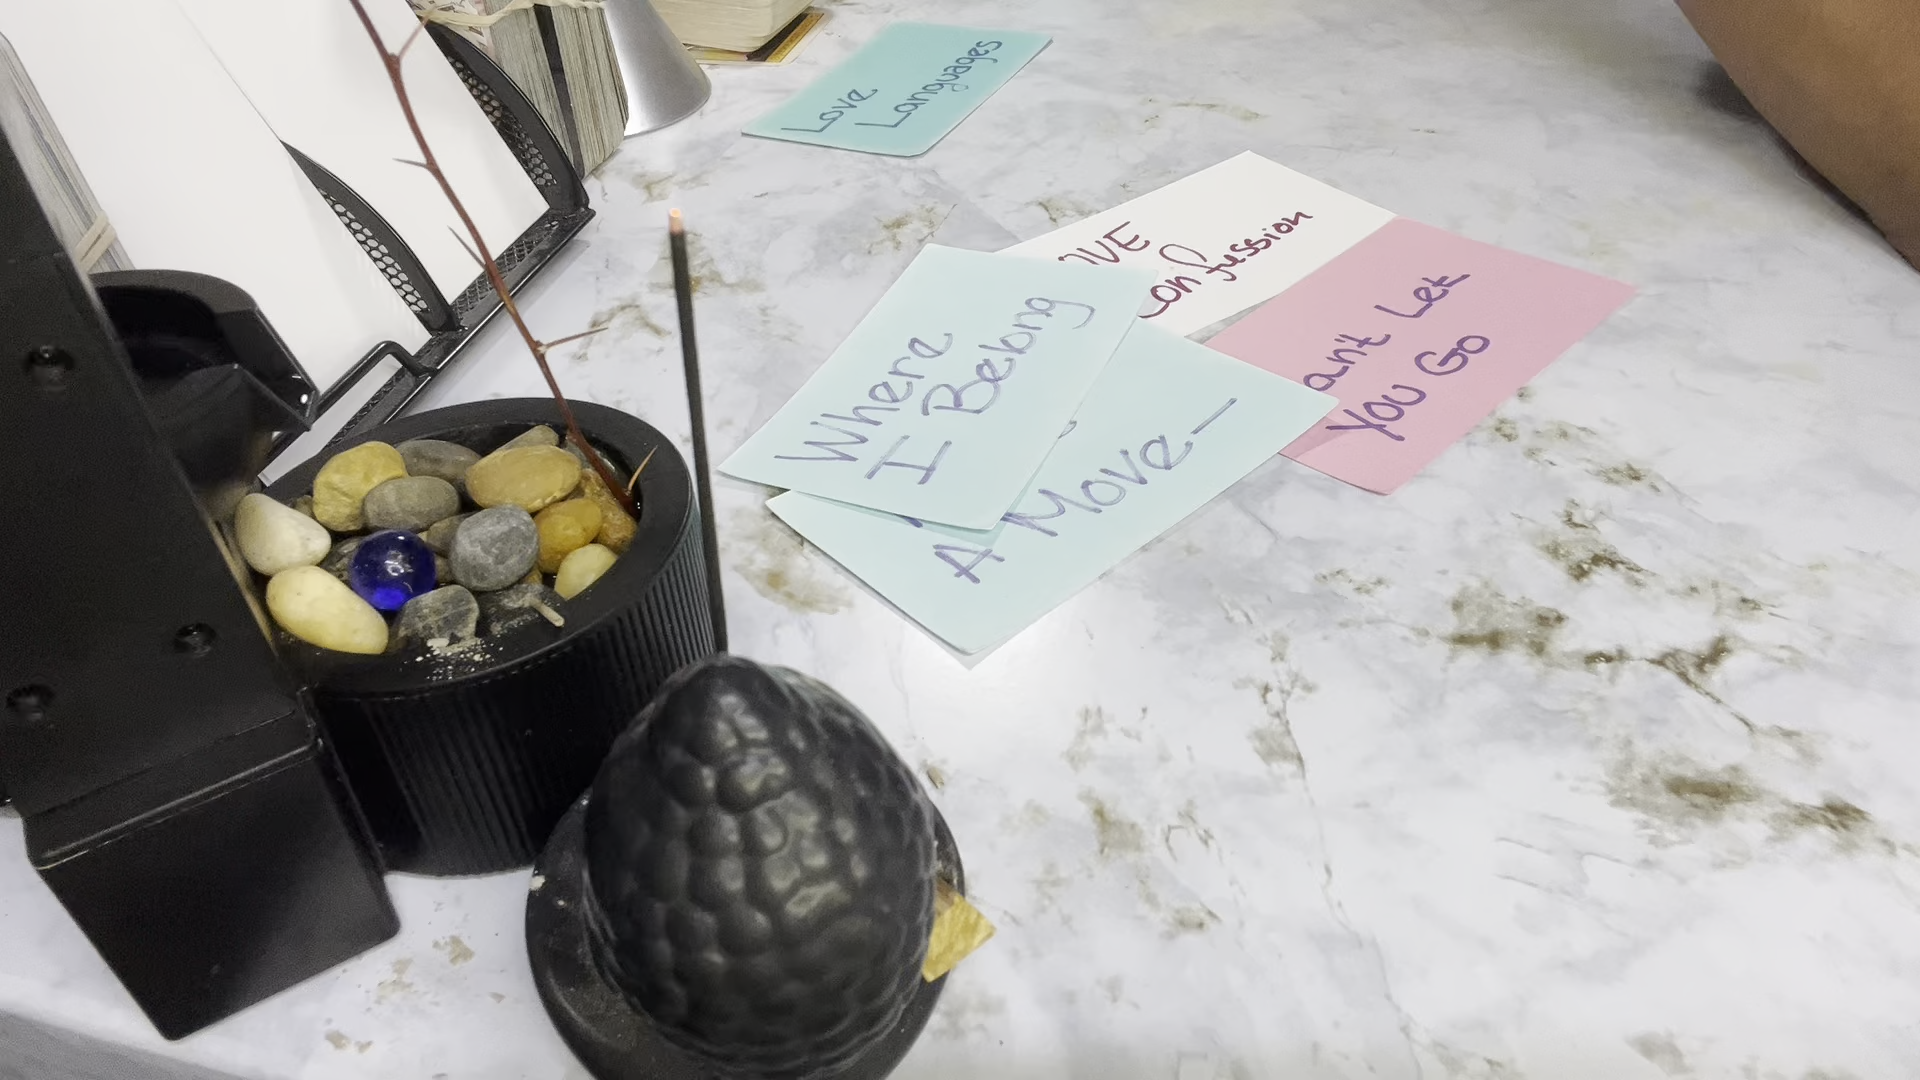 Love
Languages
Confession
Where
I Belong
A Move-
Can't Let
You Go